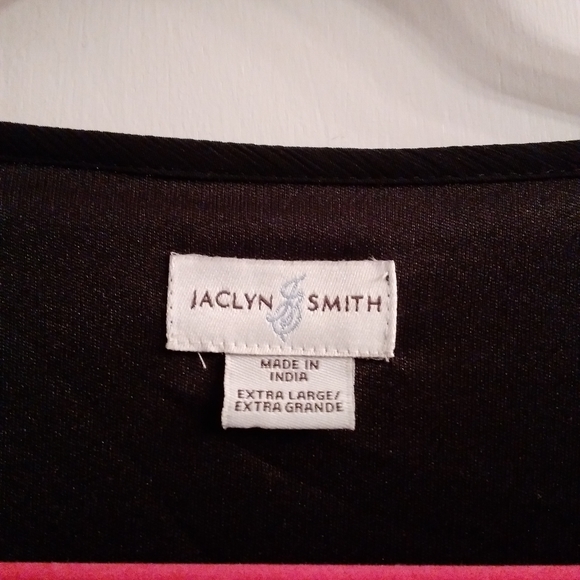 JACLYN SMITH
MADE IN
INDIA
EXTRA LARGE/
EXTRA GRANDE